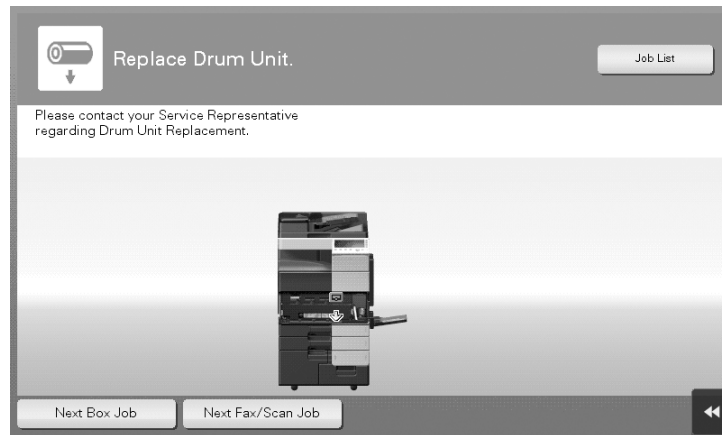 Replace Drum Unit.
Job List
Please contact your Service Representative
regarding Drum Unit Replacement.
Next Box Job
Next Fax/Scan Job